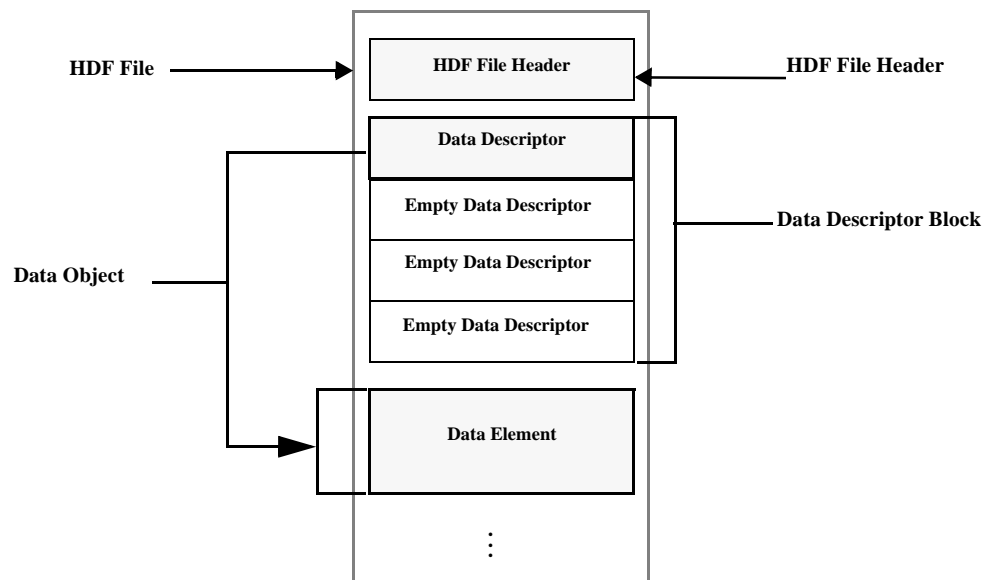 HDF File
HDF File Header
HDF File Header
Data Descriptor
Empty Data Descriptor
Data Descriptor Block
Empty Data Descriptor
Data Object
Empty Data Descriptor
Data Element